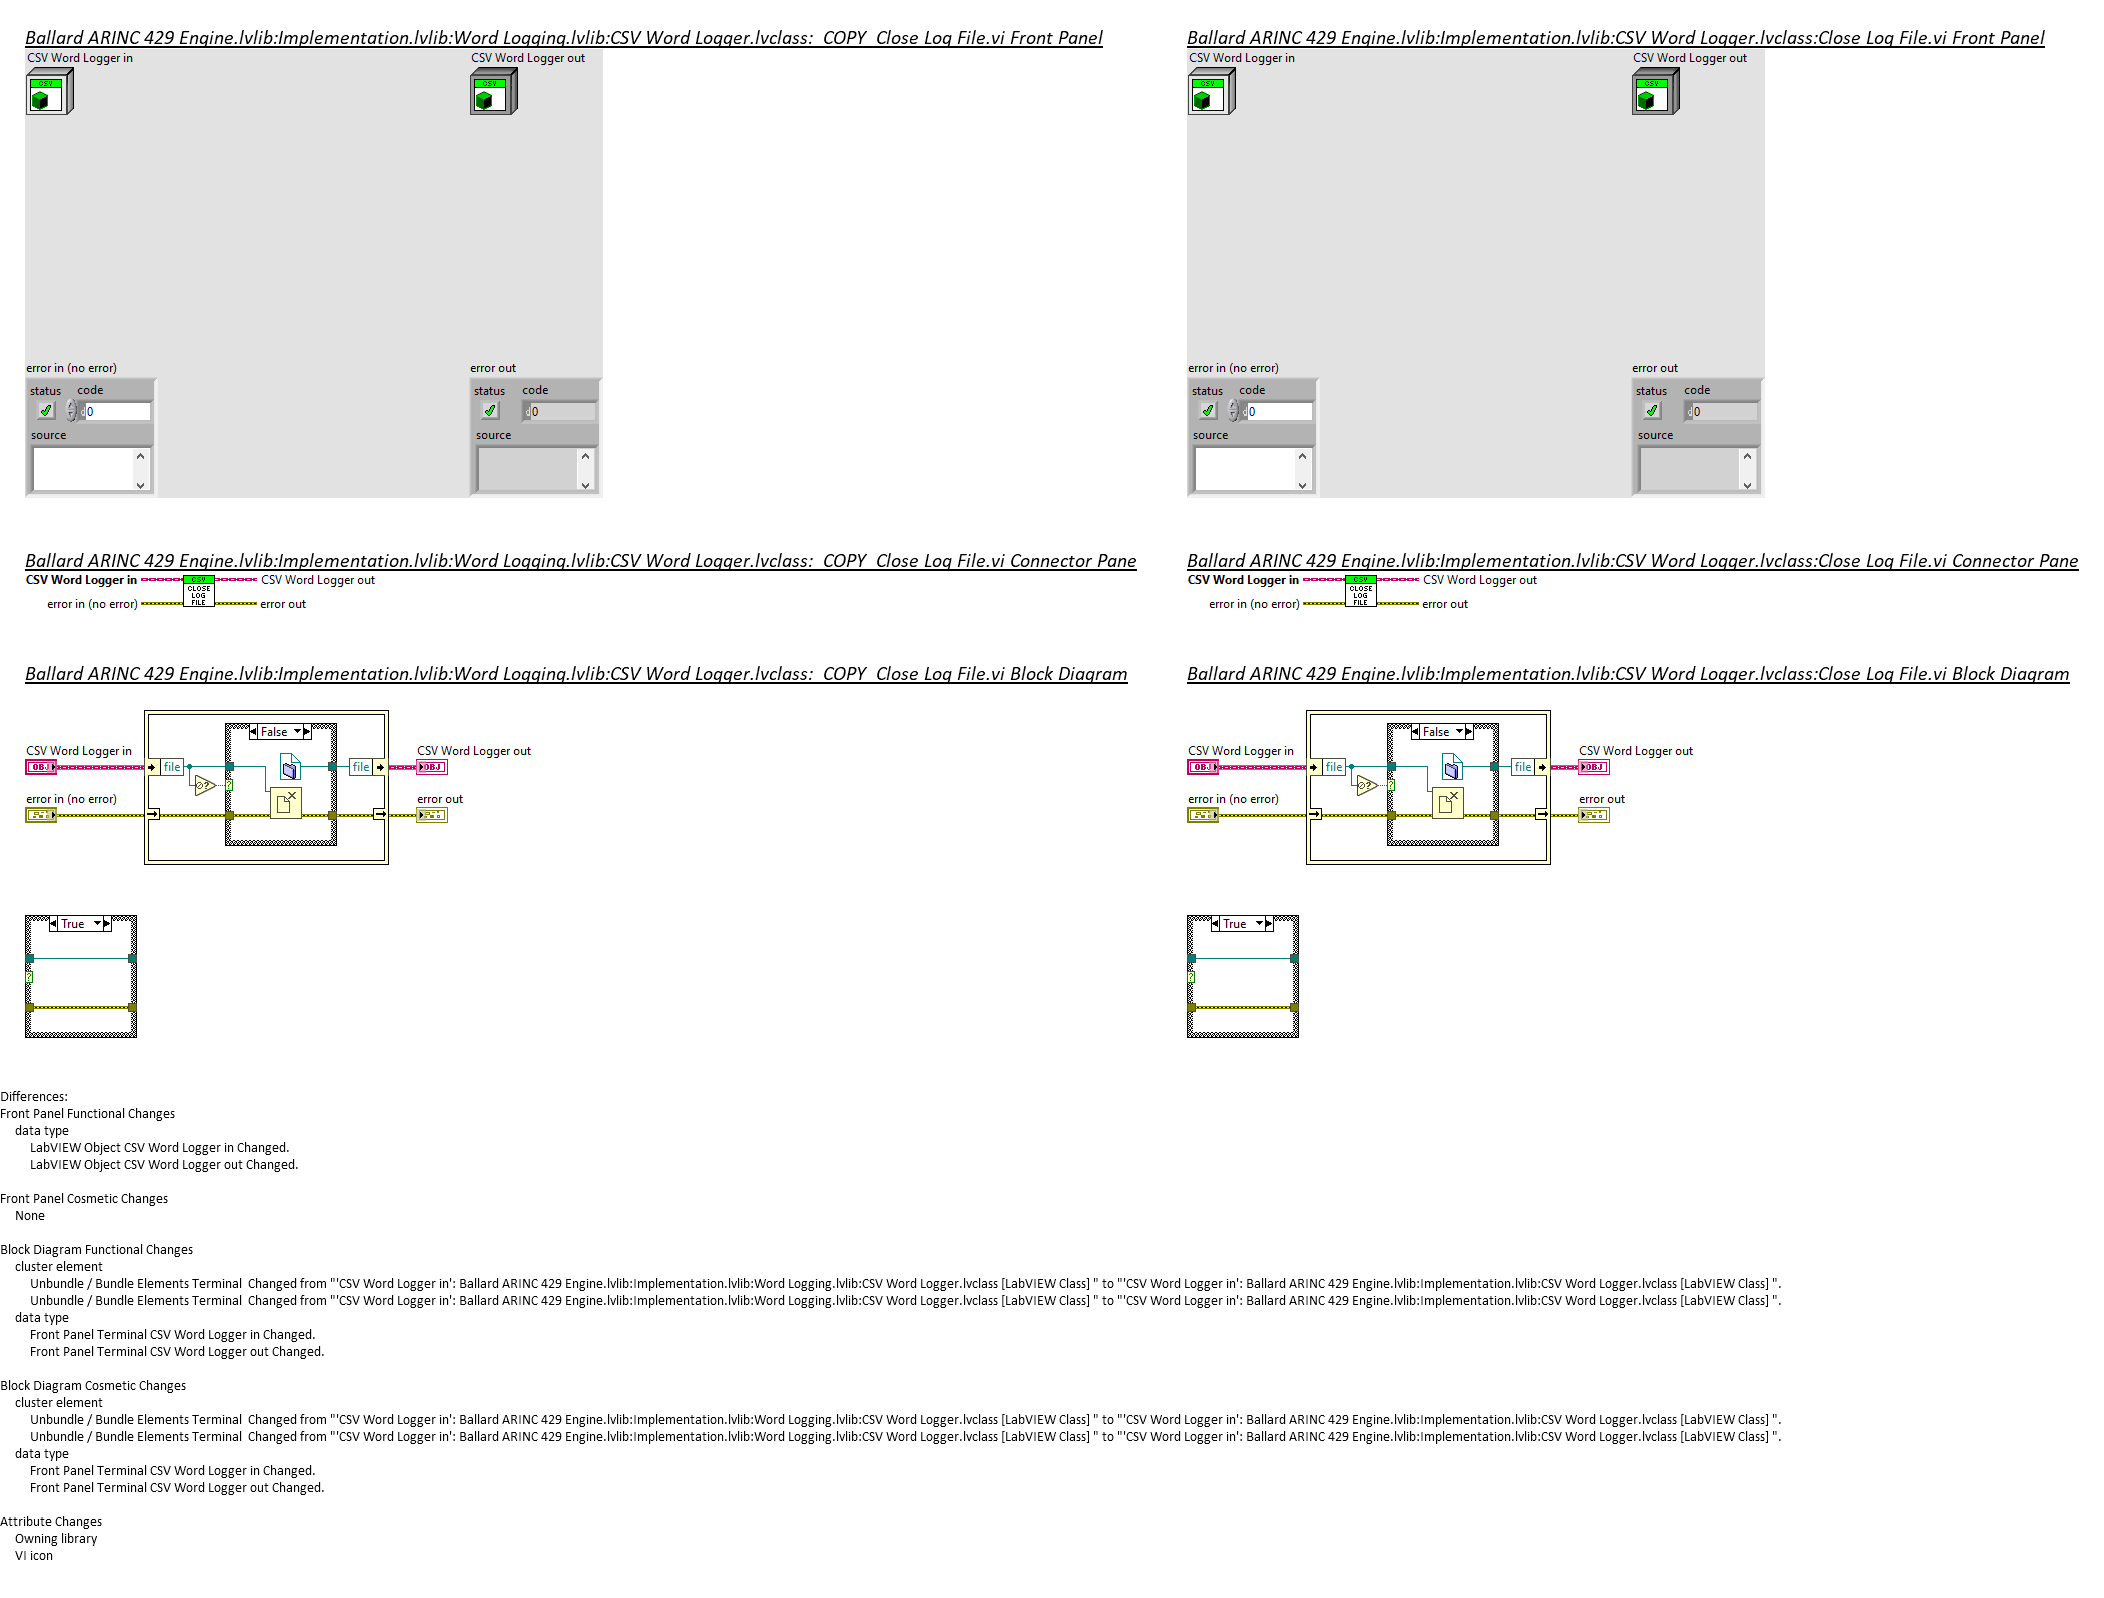 Ballard ARINC 429 Engine.lvlib:Implementation.lvlib:Word Logging.lvlib:CSV Word Logger.lvclass:  COPY  Close Log File.vi Front Panel
CSV Word Logger in
CSV Word Logger out
CSV
CSV
error in (no error)
error out
status
code
status
code
d
0
d
0
source
source
Ballard ARINC 429 Engine.lvlib:Implementation.lvlib:CSV Word Logger.lvclass:Close Log File.vi Front Panel
CSV Word Logger in
CSV Word Logger out
CSV
CSV
error in (no error)
error out
status
code
status
code
d
0
d
0
source
source
Ballard ARINC 429 Engine.lvlib:Implementation.lvlib:Word Logging.lvlib:CSV Word Logger.lvclass:  COPY  Close Log File.vi Connector Pane
CSV Word Logger in
CSV
CLOSE
LOG
FILE
CSV Word Logger out
error in (no error)
error out
Ballard ARINC 429 Engine.lvlib:Implementation.lvlib:CSV Word Logger.lvclass:Close Log File.vi Connector Pane
CSV Word Logger in
CSV
CLOSE
LOG
FILE
CSV Word Logger out
error in (no error)
error out
Ballard ARINC 429 Engine.lvlib:Implementation.lvlib:Word Logging.lvlib:CSV Word Logger.lvclass:  COPY  Close Log File.vi Block Diagram
False
CSV Word Logger in
CSV Word Logger out
OBJ
file
file
OBJ
?
?
error in (no error)
error out
True
?
Ballard ARINC 429 Engine.lvlib:Implementation.lvlib:CSV Word Logger.lvclass:Close Log File.vi Block Diagram
False
CSV Word Logger in
CSV Word Logger out
OBJ
file
file
OBJ
?
?
error in (no error)
error out
True
?
Differences:
Front Panel Functional Changes
data type
LabVIEW Object CSV Word Logger in Changed.
LabVIEW Object CSV Word Logger out Changed.
Front Panel Cosmetic Changes
None
Block Diagram Functional Changes
cluster element
Unbundle / Bundle Elements Terminal  Changed from "'CSV Word Logger in': Ballard ARINC 429 Engine.lvlib:Implementation.lvlib:Word Logging.lvlib:CSV Word Logger.lvclass [LabVIEW Class] " to "'CSV Word Logger in': Ballard ARINC 429 Engine.lvlib:Implementation.lvlib:CSV Word Logger.lvclass [LabVIEW Class] ".
Unbundle / Bundle Elements Terminal  Changed from "'CSV Word Logger in': Ballard ARINC 429 Engine.lvlib:Implementation.lvlib:Word Logging.lvlib:CSV Word Logger.lvclass [LabVIEW Class] " to "'CSV Word Logger in': Ballard ARINC 429 Engine.lvlib:Implementation.lvlib:CSV Word Logger.lvclass [LabVIEW Class] ".
data type
Front Panel Terminal CSV Word Logger in Changed.
Front Panel Terminal CSV Word Logger out Changed.
Block Diagram Cosmetic Changes
cluster element
Unbundle / Bundle Elements Terminal  Changed from "'CSV Word Logger in': Ballard ARINC 429 Engine.lvlib:Implementation.lvlib:Word Logging.lvlib:CSV Word Logger.lvclass [LabVIEW Class] " to "'CSV Word Logger in': Ballard ARINC 429 Engine.lvlib:Implementation.lvlib:CSV Word Logger.lvclass [LabVIEW Class] ".
Unbundle / Bundle Elements Terminal  Changed from "'CSV Word Logger in': Ballard ARINC 429 Engine.lvlib:Implementation.lvlib:Word Logging.lvlib:CSV Word Logger.lvclass [LabVIEW Class] " to "'CSV Word Logger in': Ballard ARINC 429 Engine.lvlib:Implementation.lvlib:CSV Word Logger.lvclass [LabVIEW Class] ".
data type
Front Panel Terminal CSV Word Logger in Changed.
Front Panel Terminal CSV Word Logger out Changed.
Attribute Changes
Owning library
VI icon